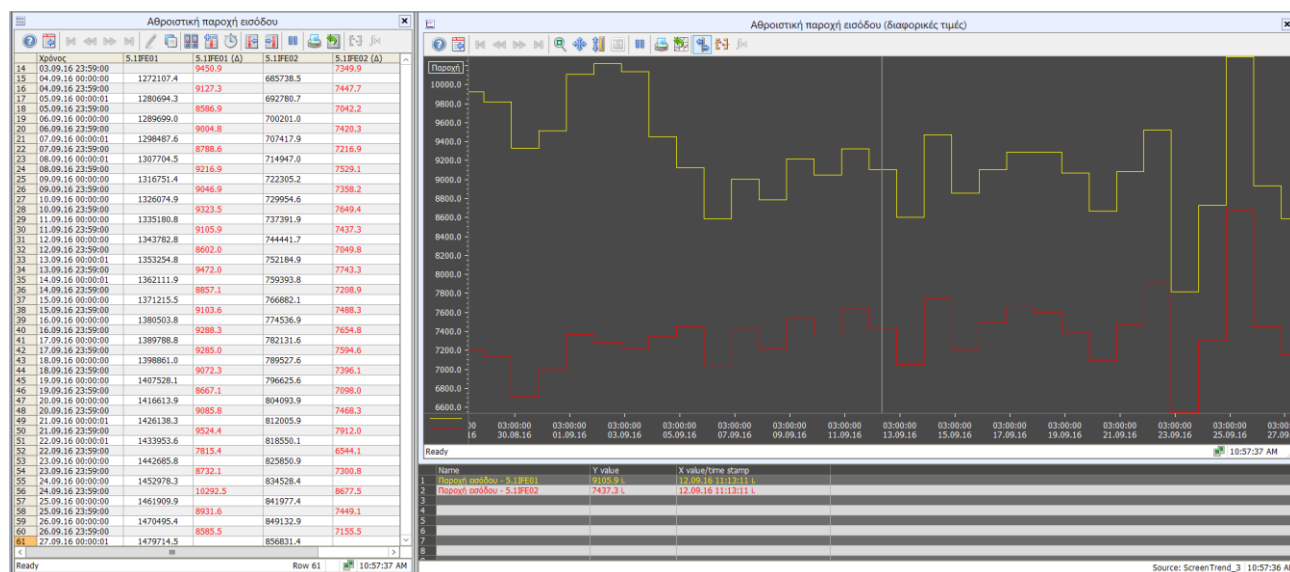 Αθροιστική παροχή εισόδου
Χρόνος 5.1IFE01 5.1IFE01 (Δ) 5.1IFE02 5.1IFE02 (Δ)
14 03.09.16 23:59:00 9450.9 7349.9
15 04.09.16 00:00:00 1272107.4 685738.5
16 04.09.16 23:59:00 9127.3 7447.7
17 05.09.16 00:00:01 1280694.3 692780.7
18 05.09.16 23:59:00 8586.9 7042.2
19 06.09.16 00:00:00 1289699.0 700201.0
20 06.09.16 23:59:00 9004.8 7420.3
21 07.09.16 00:00:01 1298487.6 707417.9
22 07.09.16 23:59:00 8788.6 7216.9
23 08.09.16 00:00:01 1307704.5 714947.0
24 08.09.16 23:59:00 9216.9 7529.1
25 09.09.16 00:00:00 1316751.4 722305.2
26 09.09.16 23:59:00 9046.9 7358.2
27 10.09.16 00:00:00 1326074.9 729954.6
28 10.09.16 23:59:00 9323.5 7649.4
29 11.09.16 00:00:00 1335180.8 737391.9
30 11.09.16 23:59:00 9105.9 7437.3
31 12.09.16 00:00:00 1343782.8 744441.7
32 12.09.16 23:59:00 8602.0 7049.8
33 13.09.16 00:00:01 1353254.8 752184.9
34 13.09.16 23:59:00 9472.0 7743.3
35 14.09.16 00:00:01 1362111.9 759393.8
36 14.09.16 23:59:00 8857.1 7208.9
37 15.09.16 00:00:00 1371215.5 766882.1
38 15.09.16 23:59:00 9103.6 7488.3
39 16.09.16 00:00:00 1380503.8 774536.9
40 16.09.16 23:59:00 9288.3 7654.8
41 17.09.16 00:00:01 1389788.8 782131.6
42 17.09.16 23:59:00 9285.0 7594.6
43 18.09.16 00:00:00 1398861.0 789527.6
44 18.09.16 23:59:00 9072.3 7396.1
45 19.09.16 00:00:01 1407528.1 796625.6
46 19.09.16 23:59:00 8667.1 7098.0
47 20.09.16 00:00:00 1416613.9 804093.9
48 20.09.16 23:59:00 9085.8 7468.3
49 21.09.16 00:00:01 1426138.3 812005.9
50 21.09.16 23:59:00 9524.4 7912.0
51 22.09.16 00:00:01 1433953.6 818550.1
52 22.09.16 23:59:00 7815.4 6544.1
53 23.09.16 00:00:01 1442685.8 825850.9
54 23.09.16 23:59:00 8732.1 7300.8
55 24.09.16 00:00:01 1452978.3 834528.4
56 24.09.16 23:59:00 10292.5 8677.5
57 25.09.16 00:00:01 1461909.9 841977.4
58 25.09.16 23:59:00 8931.6 7449.1
59 26.09.16 00:00:01 1470495.4 849132.9
60 26.09.16 23:59:00 8585.5 7155.5
61 27.09.16 00:00:01 1479714.5 856831.4
Ready Row 61 10:57:37 AM
Αθροιστική παροχή εισόδου (διαφορικές τιμές)
Παροχή
10000.0
9800.0
9600.0
9400.0
9200.0
9000.0
8800.0
8600.0
8400.0
8200.0
8000.0
7800.0
7600.0
7400.0
7200.0
7000.0
6800.0
6600.0
03:00:00 03:00:00 03:00:00 03:00:00 03:00:00 03:00:00 03:00:00 03:00:00 03:00:00 03:00:00 03:00:00 03:00:00 03:00:00 03:00:00 03:00:00
30.08.16 01.09.16 03.09.16 05.09.16 07.09.16 09.09.16 11.09.16 13.09.16 15.09.16 17.09.16 19.09.16 21.09.16 23.09.16 25.09.16 27.09
Ready 10:57:37 AM
Name Y value X value/time stamp
1 Παροχή εισόδου - 5.1IFE01 9105.9 i. 12.09.16 11:13:11 i.
2 Παροχή εισόδου - 5.1IFE02 7437.3 i. 12.09.16 11:13:11 i.
3
4
5
6
7
8
Source: ScreenTrend_3 10:57:36 AM